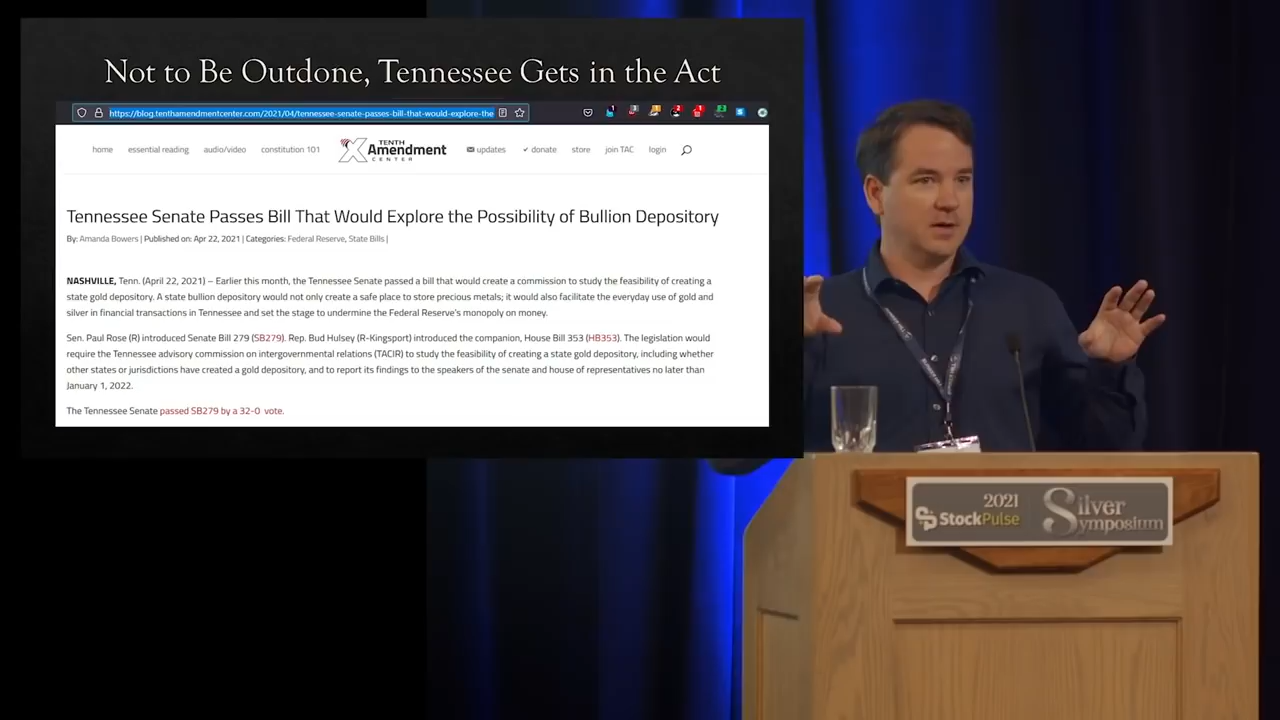 Not to Be Outdone, Tennessee Gets in the Act
https://blog.tenthamendmentcenter.com/2021/04/tennessee-senate-passes-bill-that-would-explore-the
home essential reading audio/video constitution 101 TENTH Amendment CENTER updates donate store join TAC login
Tennessee Senate Passes Bill That Would Explore the Possibility of Bullion Depository
By: Amanda Bowers | Published on: Apr 22, 2021 | Categories: Federal Reserve, State Bills |
NASHVILLE, Tenn. (April 22, 2021) – Earlier this month, the Tennessee Senate passed a bill that would create a commission to study the feasibility of creating a
state gold depository. A state bullion depository would not only create a safe place to store precious metals; it would also facilitate the everyday use of gold and
silver in financial transactions in Tennessee and set the stage to undermine the Federal Reserve's monopoly on money.
Sen. Paul Rose (R) introduced Senate Bill 279 (SB279). Rep. Bud Hulsey (R-Kingsport) introduced the companion, House Bill 353 (HB353). The legislation would
require the Tennessee advisory commission on intergovernmental relations (TACIR) to study the feasibility of creating a state gold depository, including whether
other states or jurisdictions have created a gold depository, and to report its findings to the speakers of the senate and house of representatives no later than
January 1, 2022.
The Tennessee Senate passed SB279 by a 32-0 vote.
2021
StockPulse
Silver
Symposium